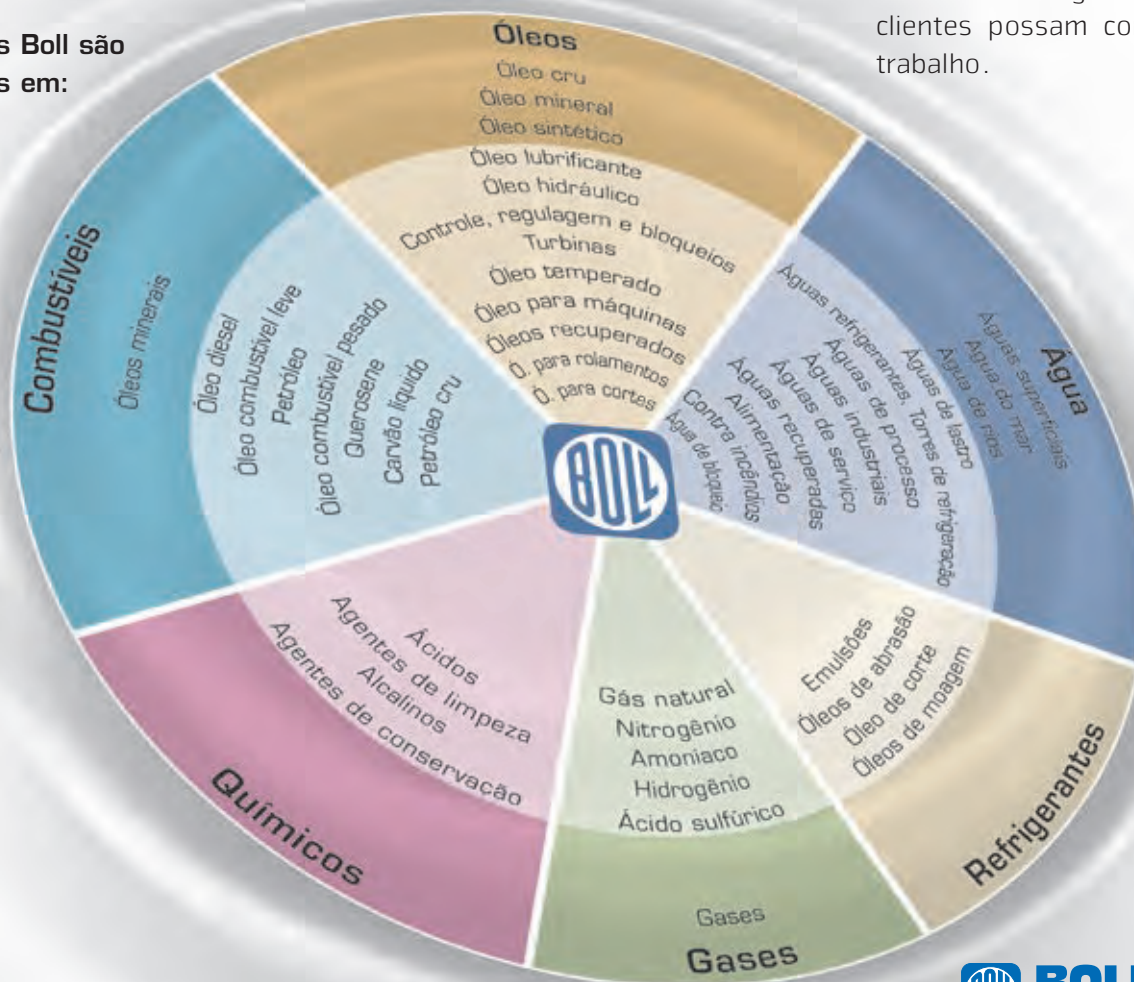 s Boll são
s em:
clientes possam co
trabalho.
Óleos
Óleo cru
Óleo mineral
Óleo sintético
Óleo lubrificante
Óleo hidráulico
Controle, regulagem e bloqueios
Turbinas
Óleo temperado
Óleo para máquinas
Óleos recuperados
Ó. para rolamentos
Ó. para cortes
Água
Águas superficiais
Água do mar
Água de rios
Águas de lastro
Águas refrigerantes. Torres de refrigeração
Águas de processo
Águas industriais
Águas de serviço
Águas recuperadas
Alimentação
Contra incêndios
Água de bloqueio
Combustíveis
Óleos minerais
Óleo diesel
Óleo combustível leve
Petróleo
Óleo combustível pesado
Querosene
Carvão líquido
Petróleo cru
BOLL
Químicos
Ácidos
Agentes de limpeza
Alcalinos
Agentes de conservação
Gás natural
Nitrogênio
Amoniaco
Hidrogênio
Ácido sulfúrico
Gases
Gases
Emulsões
Óleos de abrasão
Óleo de corte
Óleos de moagem
Refrigerantes
BOLL